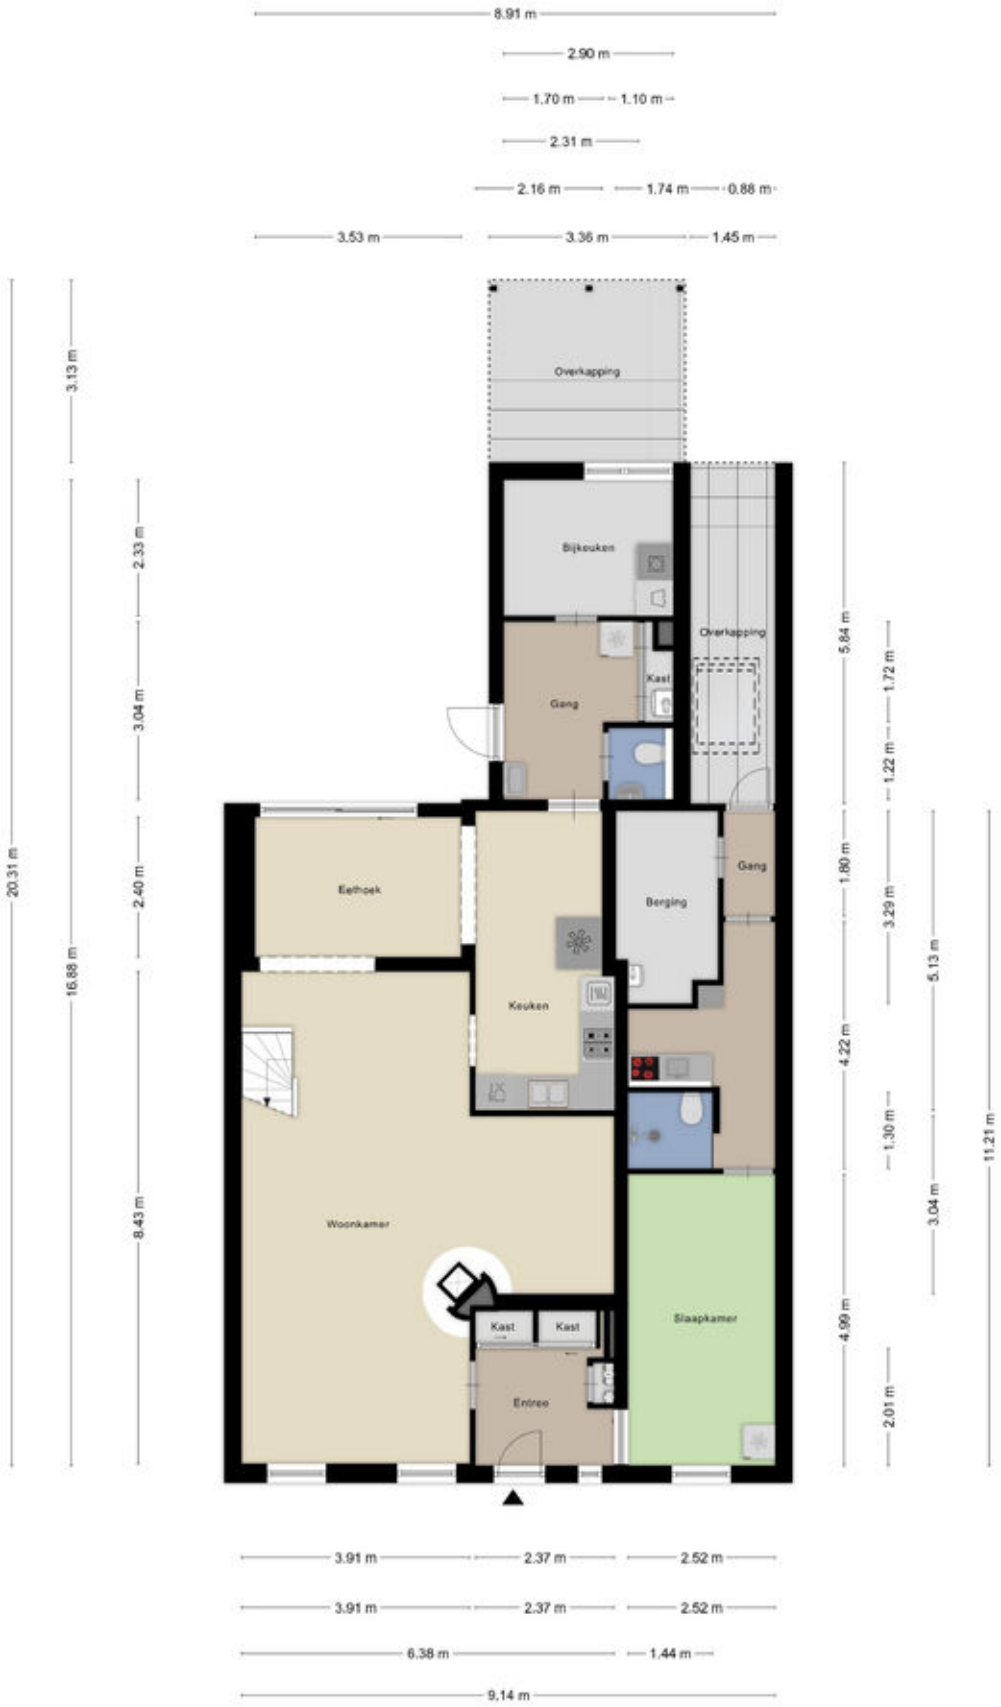 8.91 m
2.90 m
1.70 m
1.10 m
2.31 m
2.16 m
1.74 m
0.88 m
3.53 m
3.36 m
1.45 m
3.13 m
Overkapping
2.33 m
Bijkeuken
5.84 m
Overkapping
1.72 m
Kast
3.04 m
Gang
1.22 m
20.31 m
2.40 m
Eethoek
1.80 m
Gang
3.29 m
Berging
5.13 m
16.88 m
Keuken
4.22 m
1.30 m
11.21 m
8.43 m
Woonkamer
3.04 m
Kast
Kast
Slaapkamer
4.99 m
Entree
2.01 m
3.91 m
2.37 m
2.52 m
3.91 m
2.37 m
2.52 m
6.38 m
1.44 m
9.14 m